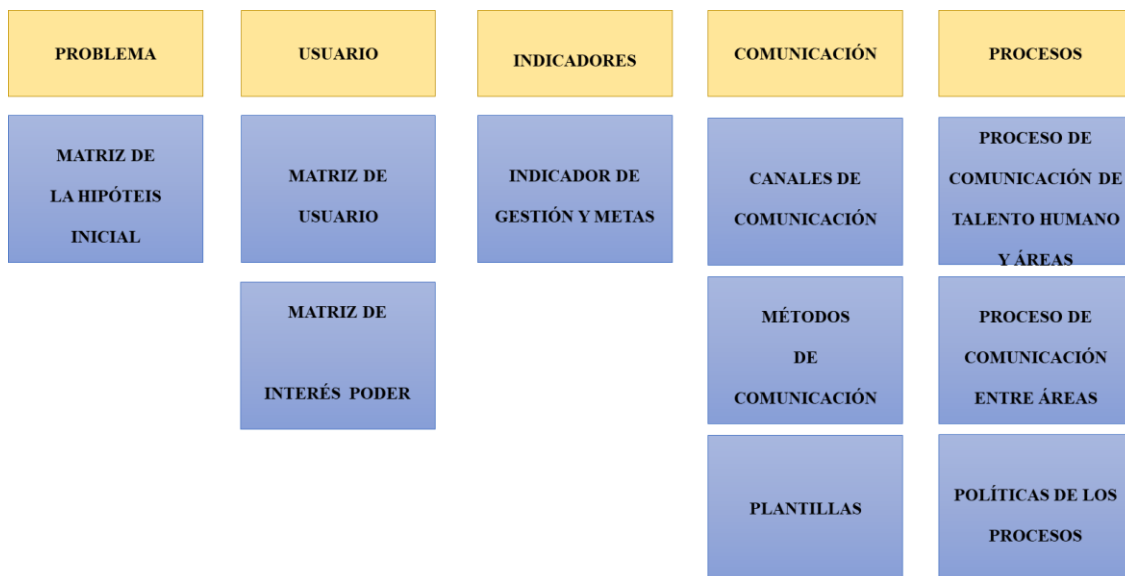 PROBLEMA
USUARIO
INDICADORES
COMUNICACIÓN
PROCESOS
MATRIZ DE
LA HIPÓTEIS
INICIAL
MATRIZ DE
USUARIO
INDICADOR DE
GESTIÓN Y METAS
CANALES DE
COMUNICACIÓN
PROCESO DE
COMUNICACIÓN DE
TALENTO HUMANO
Y ÁREAS
MATRIZ DE
INTERÉS PODER
MÉTODOS
DE
COMUNICACIÓN
PROCESO DE
COMUNICACIÓN
ENTRE ÁREAS
PLANTILLAS
POLÍTICAS DE LOS
PROCESOS